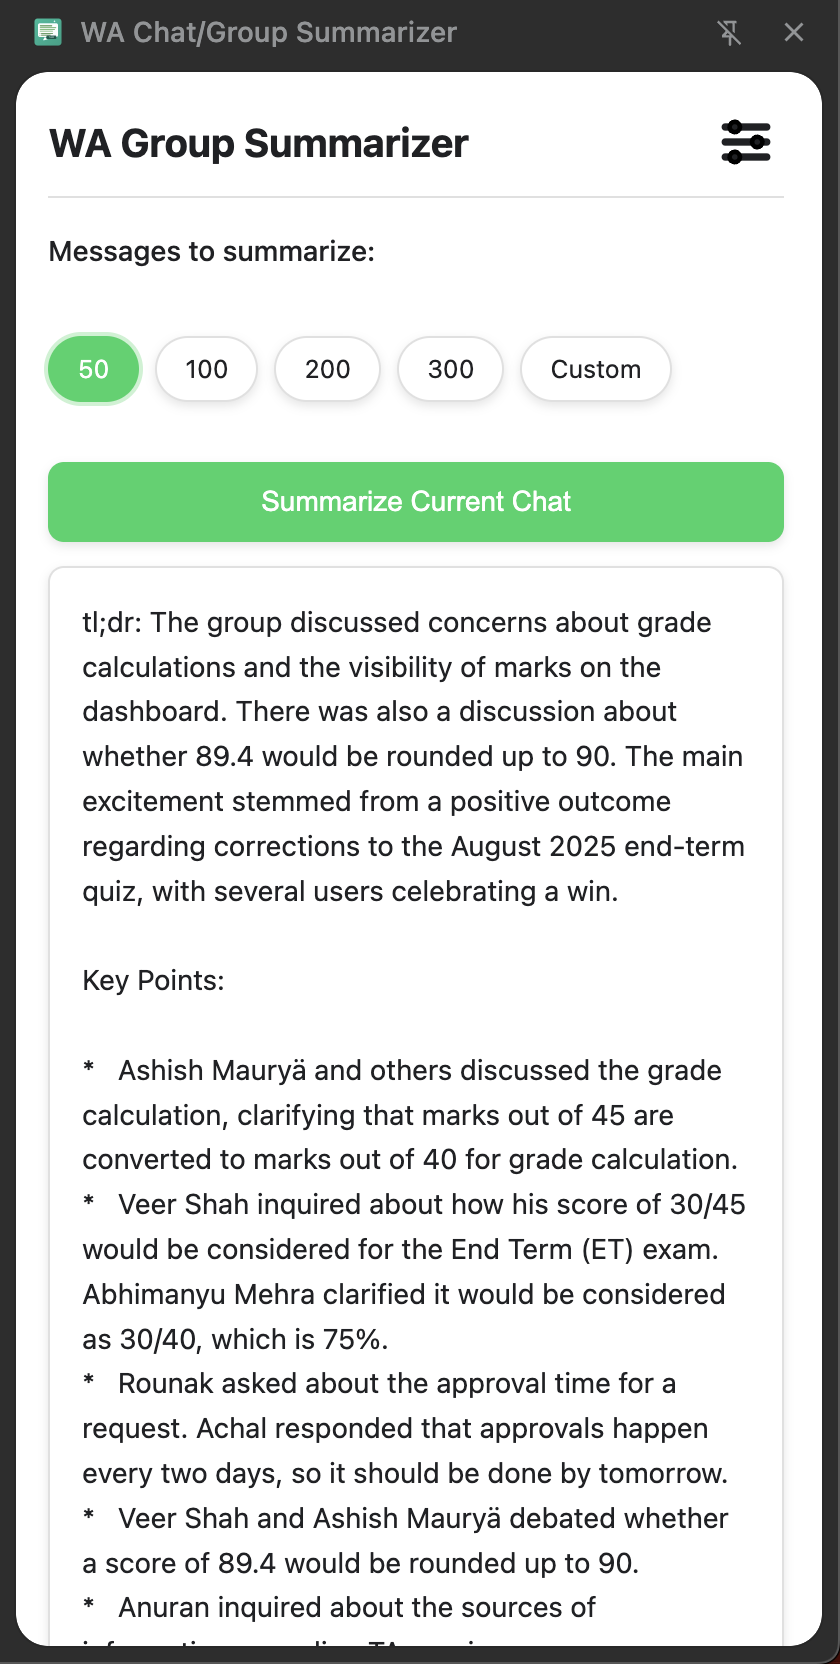 WA Chat/Group Summarizer
WA Group Summarizer
Messages to summarize:
50 100 200 300 Custom
Summarize Current Chat
tl;dr: The group discussed concerns about grade
calculations and the visibility of marks on the
dashboard. There was also a discussion about
whether 89.4 would be rounded up to 90. The main
excitement stemmed from a positive outcome
regarding corrections to the August 2025 end-term
quiz, with several users celebrating a win.
Key Points:
* Ashish Mauryä and others discussed the grade
calculation, clarifying that marks out of 45 are
converted to marks out of 40 for grade calculation.
* Veer Shah inquired about how his score of 30/45
would be considered for the End Term (ET) exam.
Abhimanyu Mehra clarified it would be considered
as 30/40, which is 75%.
* Rounak asked about the approval time for a
request. Achal responded that approvals happen
every two days, so it should be done by tomorrow.
* Veer Shah and Ashish Mauryä debated whether
a score of 89.4 would be rounded up to 90.
* Anuran inquired about the sources of